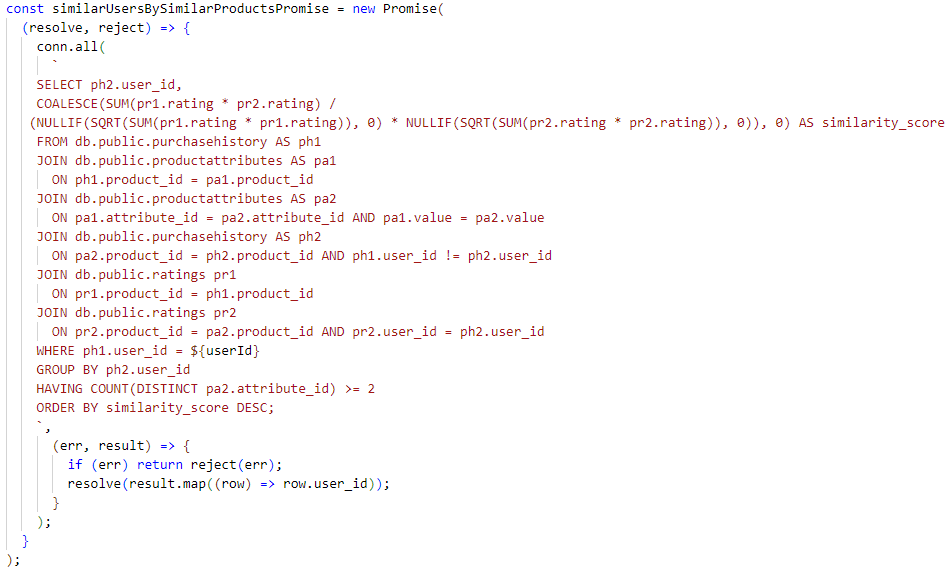 const similarUsersBySimilarProductsPromise = new Promise(
  (resolve, reject) => {
    conn.all(
      `
    SELECT ph2.user_id,
    COALESCE(SUM(pr1.rating * pr2.rating) /
   (NULLIF(SQRT(SUM(pr1.rating * pr1.rating)), 0) * NULLIF(SQRT(SUM(pr2.rating * pr2.rating)), 0)), 0) AS similarity_score
    FROM db.public.purchasehistory AS ph1
    JOIN db.public.productattributes AS pa1
      ON ph1.product_id = pa1.product_id
    JOIN db.public.productattributes AS pa2
      ON pa1.attribute_id = pa2.attribute_id AND pa1.value = pa2.value
    JOIN db.public.purchasehistory AS ph2
      ON pa2.product_id = ph2.product_id AND ph1.user_id != ph2.user_id
    JOIN db.public.ratings pr1
      ON pr1.product_id = ph1.product_id
    JOIN db.public.ratings pr2
      ON pr2.product_id = pa2.product_id AND pr2.user_id = ph2.user_id
    WHERE ph1.user_id = ${userId}
    GROUP BY ph2.user_id
    HAVING COUNT(DISTINCT pa2.attribute_id) >= 2
    ORDER BY similarity_score DESC;
    `,
      (err, result) => {
        if (err) return reject(err);
        resolve(result.map((row) => row.user_id));
      }
    );
  }
);